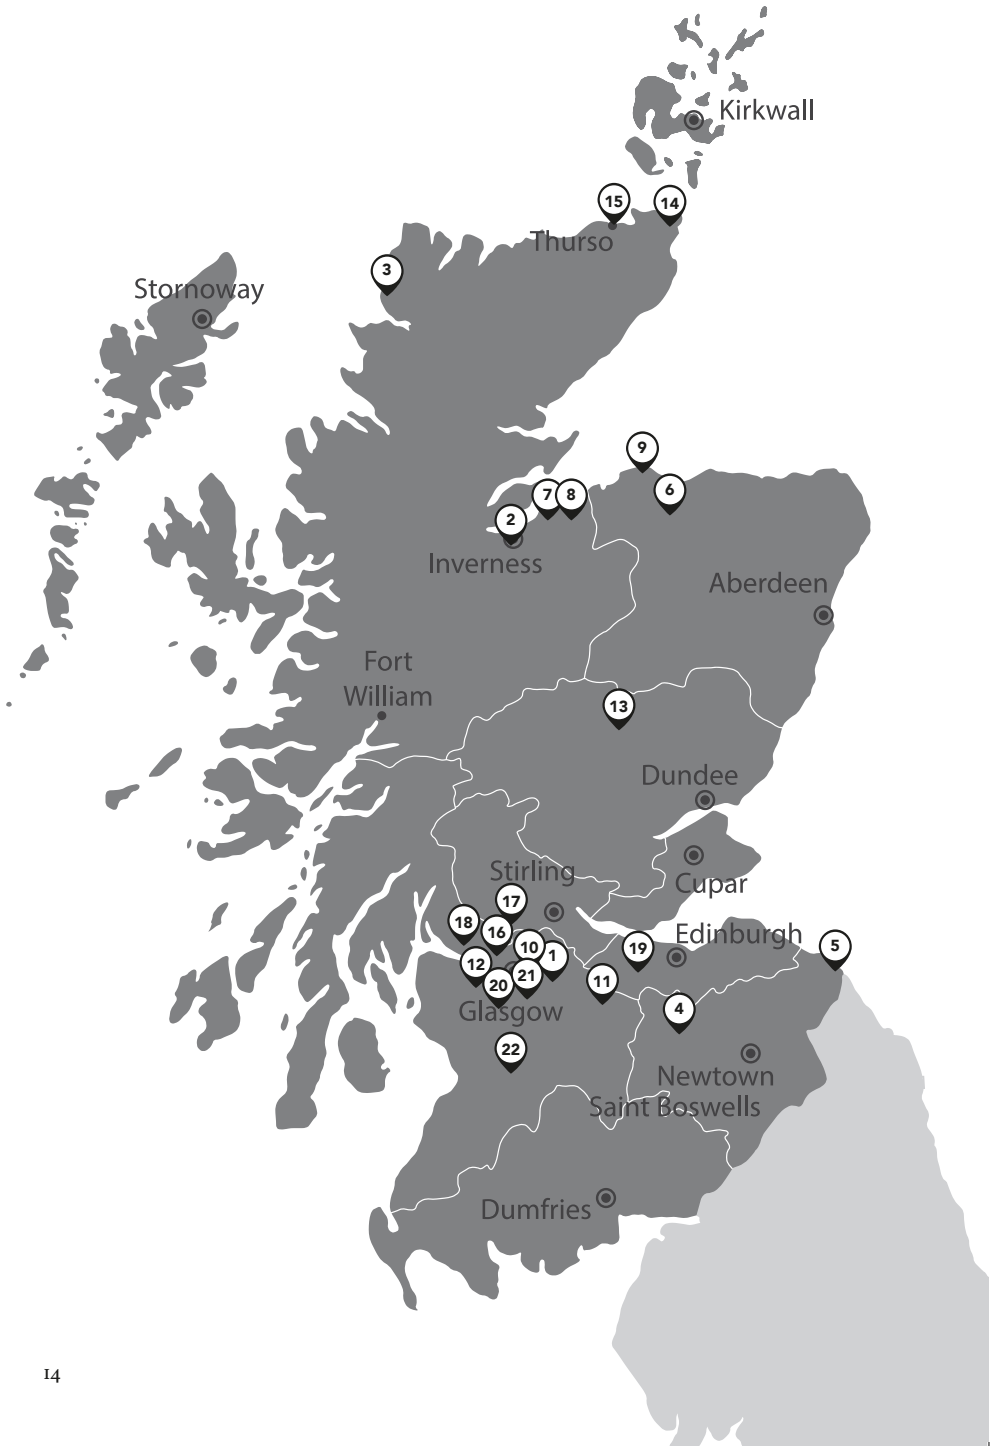 Kirkwall
15
14
Thurso
3
Stornoway
9
6
7
8
2
Inverness
Aberdeen
Fort
William
13
Dundee
Stirling
Cupar
17
18
16
Edinburgh
10
1
19
5
12
21
20
11
Glasgow
4
22
Newtown
Saint Boswells
Dumfries
14